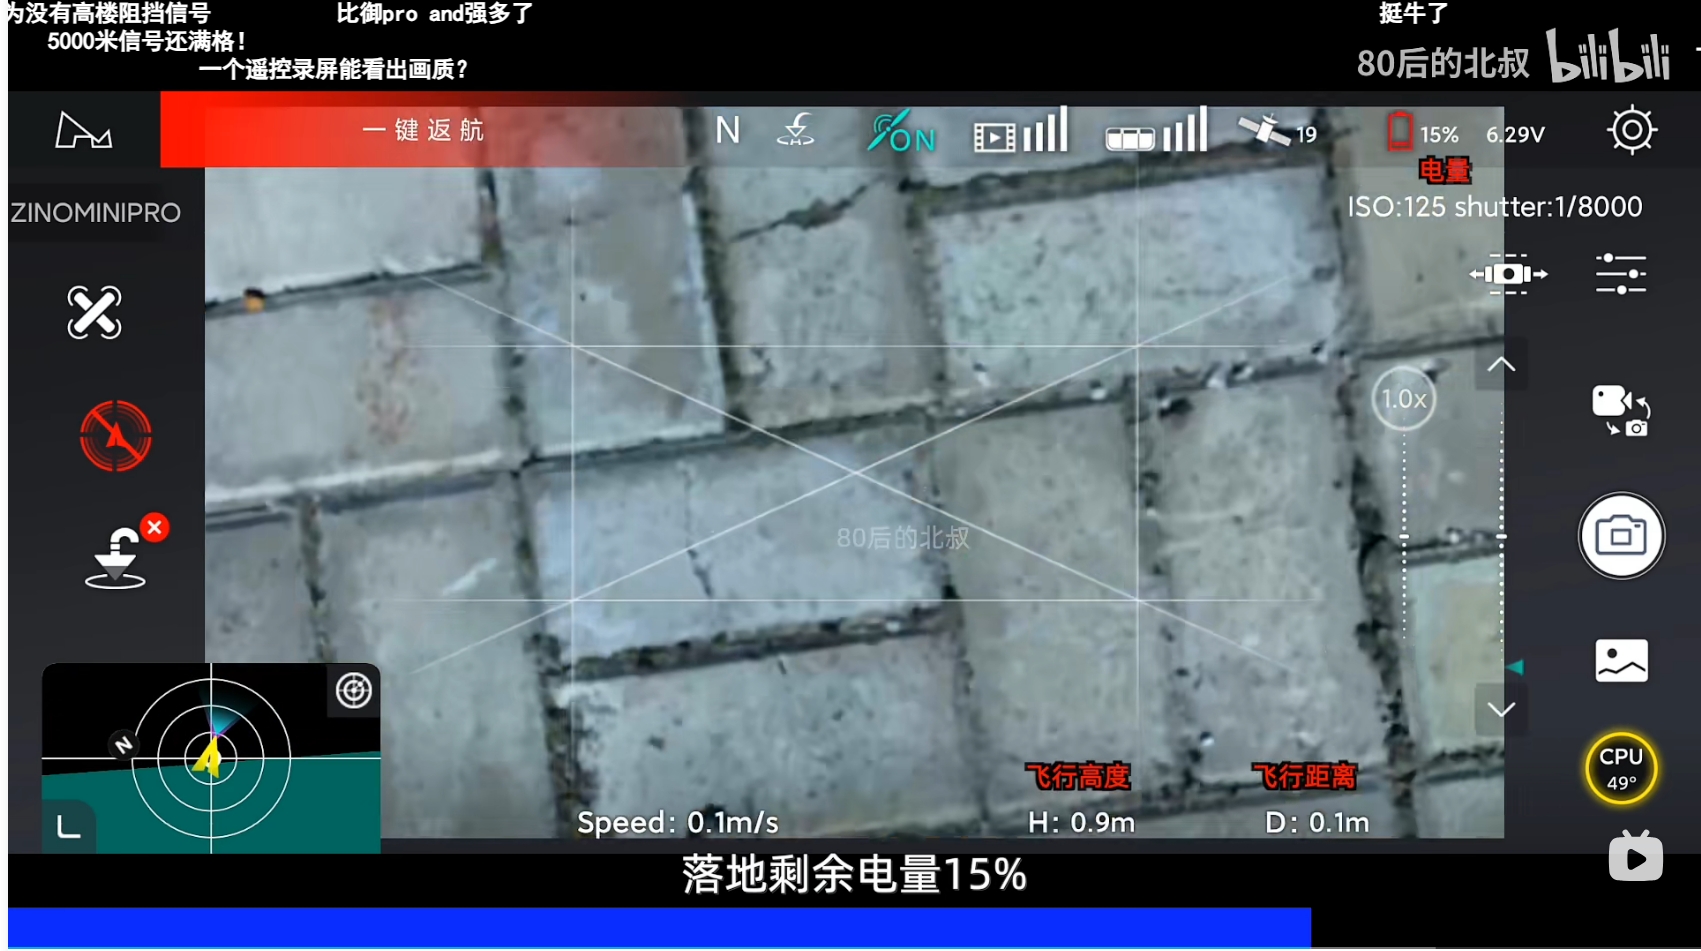 为没有高楼阻挡信号
比御pro and强多了
挺牛了
5000米信号还满格！
一个遥控录屏能看出画质？
80后的北叔 bilibili
一键返航
N
ON
19
15%
6.29V
电量
ZINOMINIPRO
ISO:125 shutter:1/8000
1.0x
80后的北叔
N
CPU
49°
飞行高度
飞行距离
Speed: 0.1m/s
H: 0.9m
D: 0.1m
落地剩余电量15%